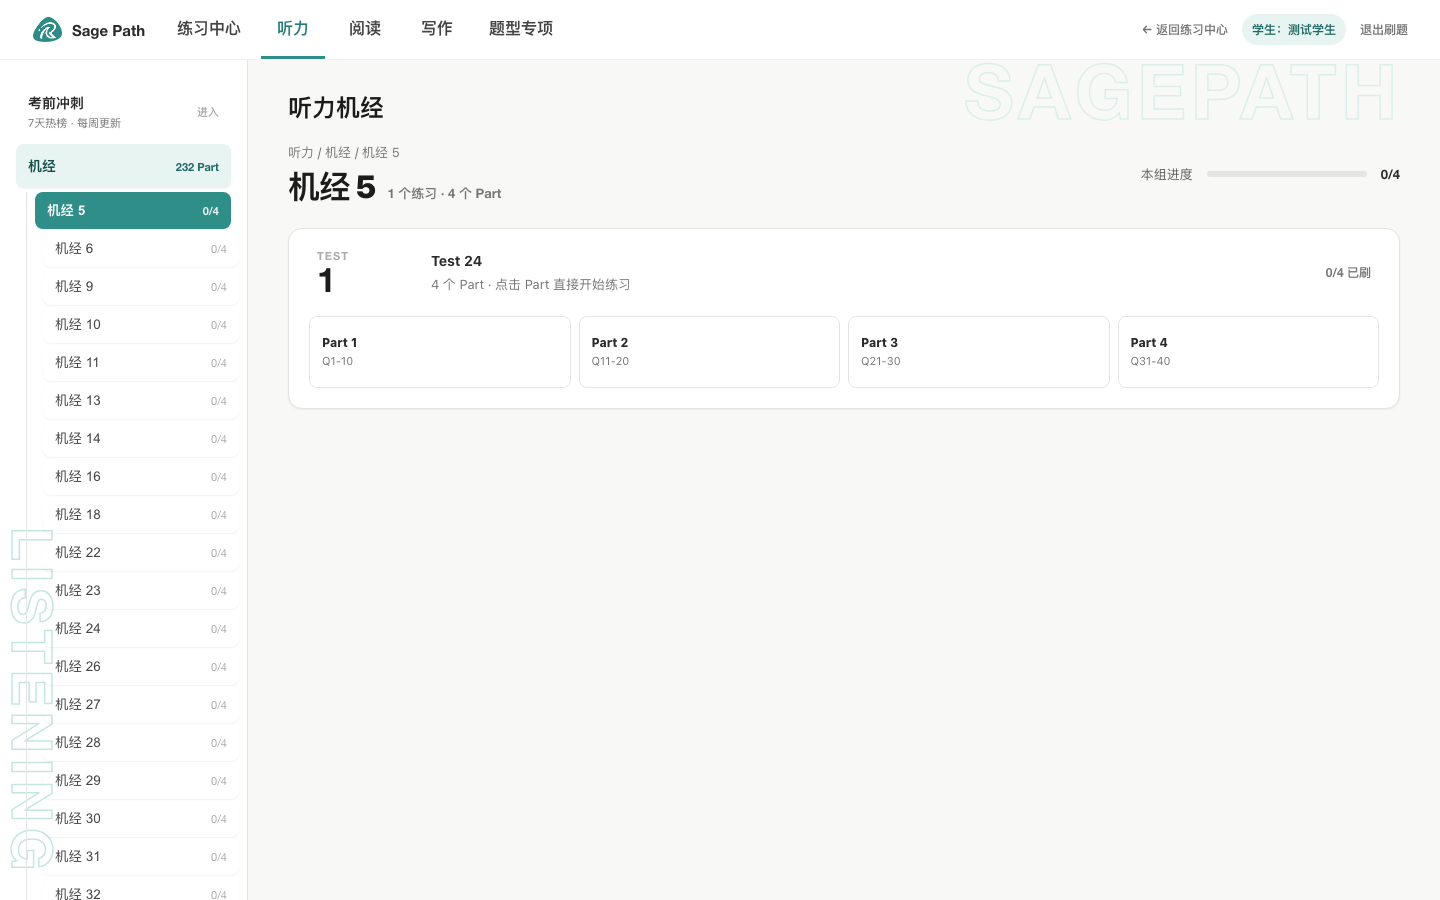 Sage Path
练习中心
听力
阅读
写作
题型专项
← 返回练习中心
学生：测试学生
退出刷题
考前冲刺
7天热榜 · 每周更新
进入
机经
232 Part
机经 5
0/4
机经 6
0/4
机经 9
0/4
机经 10
0/4
机经 11
0/4
机经 13
0/4
机经 14
0/4
机经 16
0/4
机经 18
0/4
机经 22
0/4
机经 23
0/4
机经 24
0/4
机经 26
0/4
机经 27
0/4
机经 28
0/4
机经 29
0/4
机经 30
0/4
机经 31
0/4
机经 32
0/4
LISTENING
SAGEPATH
听力机经
听力 / 机经 / 机经 5
机经 5
1 个练习 · 4 个 Part
本组进度
0/4
TEST
1
Test 24
4 个 Part · 点击 Part 直接开始练习
0/4 已刷
Part 1
Q1-10
Part 2
Q11-20
Part 3
Q21-30
Part 4
Q31-40